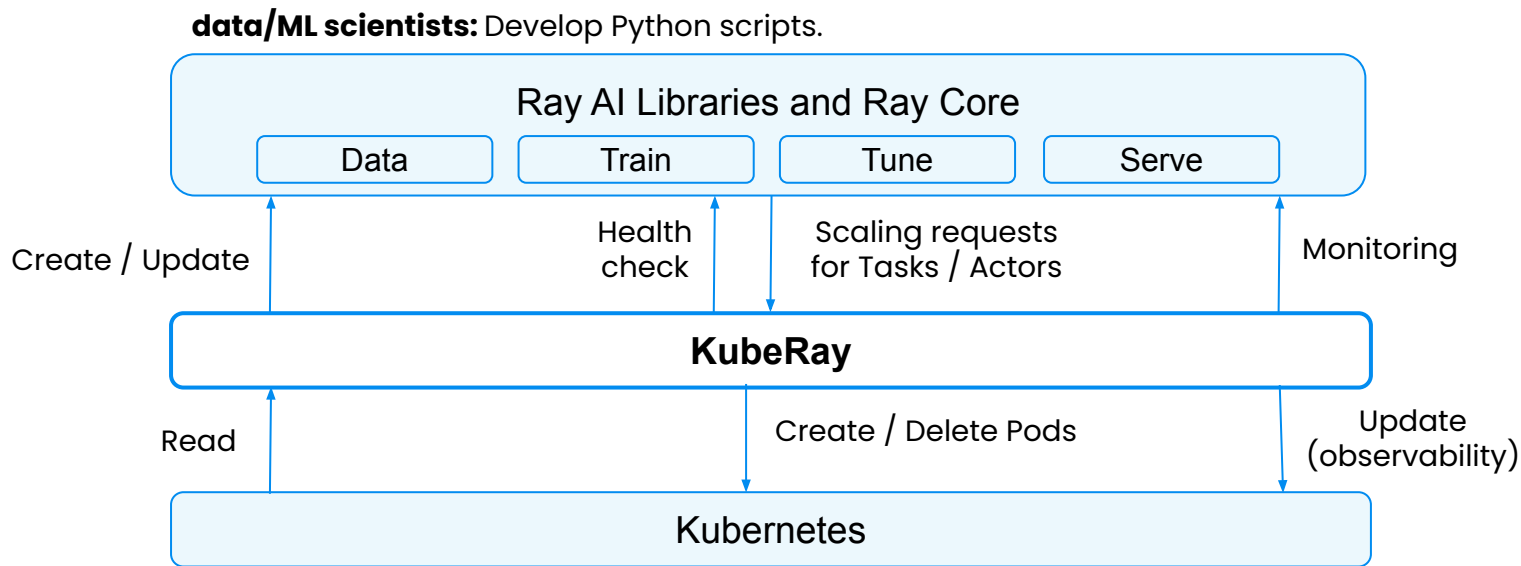 data/ML scientists: Develop Python scripts.
Ray AI Libraries and Ray Core
Data
Train
Tune
Serve
Create / Update
Health
check
Scaling requests
for Tasks / Actors
Monitoring
KubeRay
Read
Create / Delete Pods
Update
(observability)
Kubernetes